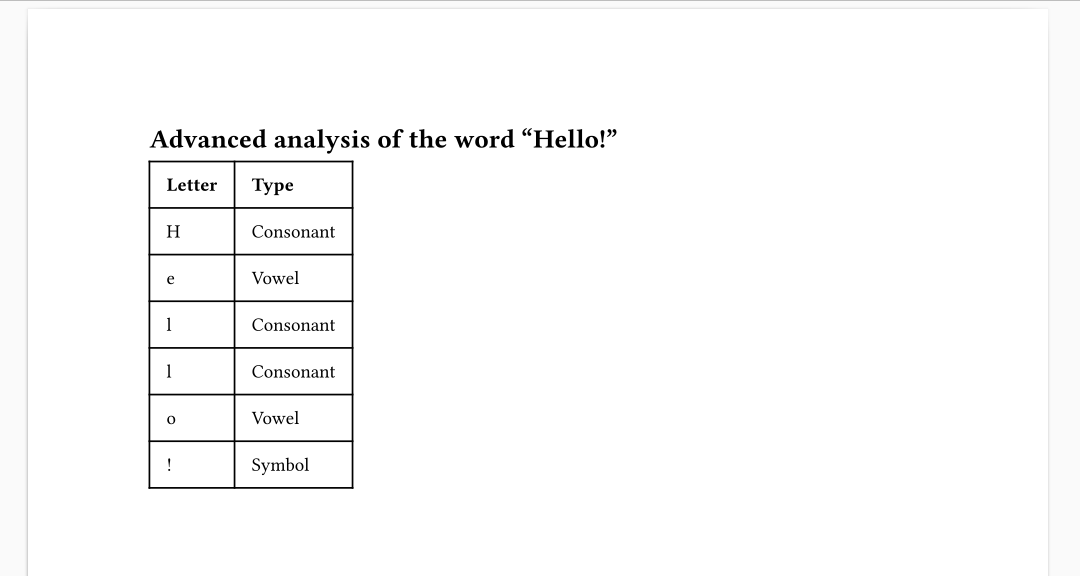 Advanced analysis of the word “Hello!”
Letter Type
H Consonant
e Vowel
l Consonant
l Consonant
o Vowel
! Symbol